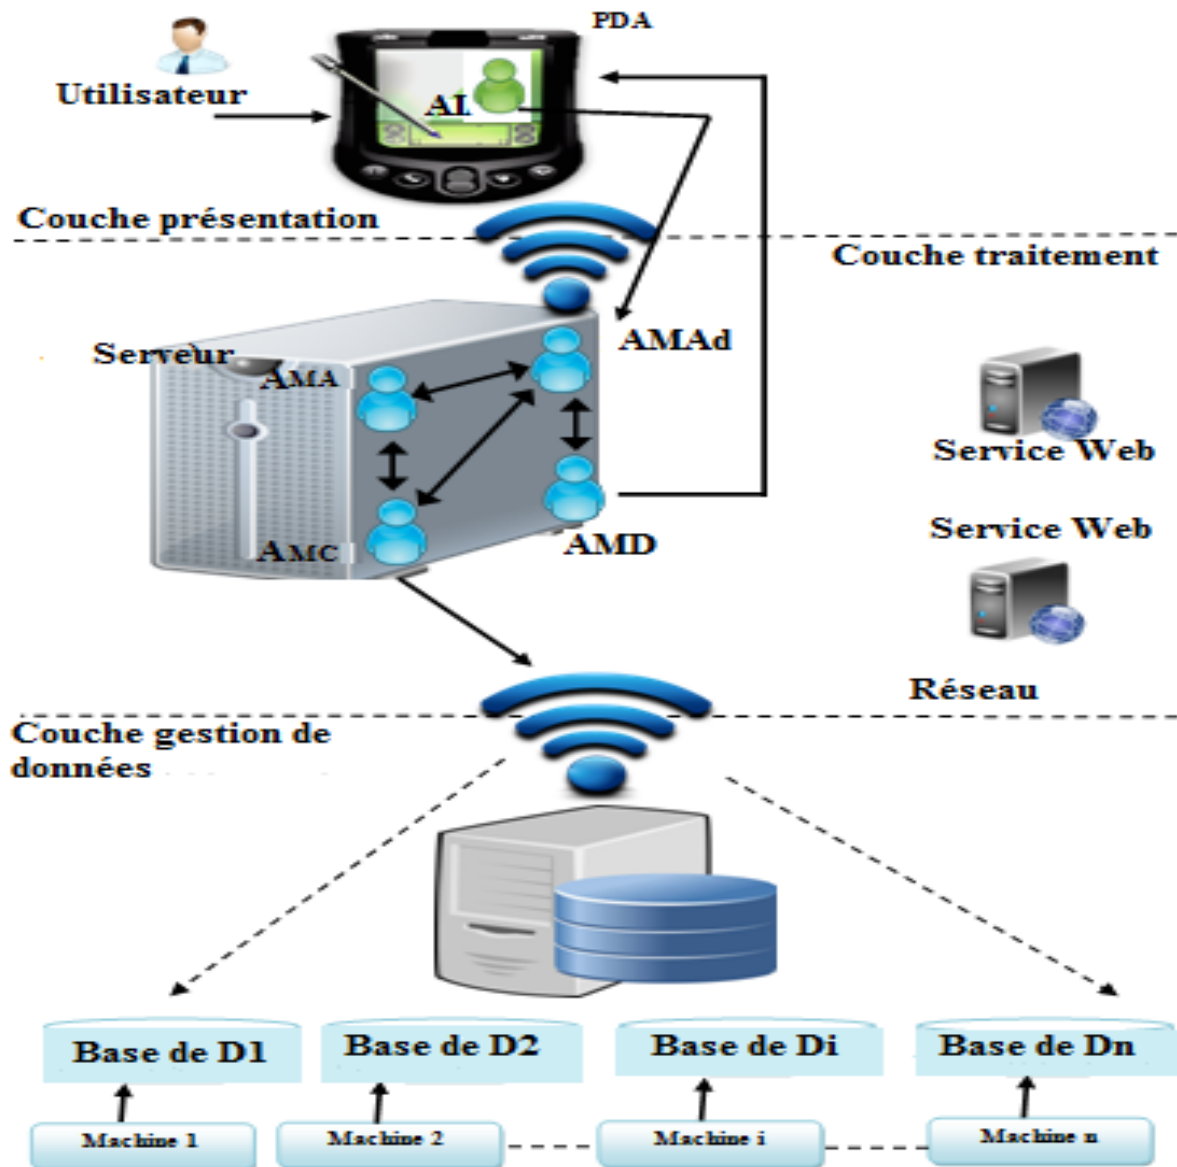 PDA
Utilisateur
AI
Couche présentation
Couche traitement
Serveur
AMA
AMAd
Service Web
Service Web
AMC
AMD
Réseau
Couche gestion de
données
Base de D1
Base de D2
Base de Di
Base de Dn
Machine 1
Machine 2
Machine i
Machine n